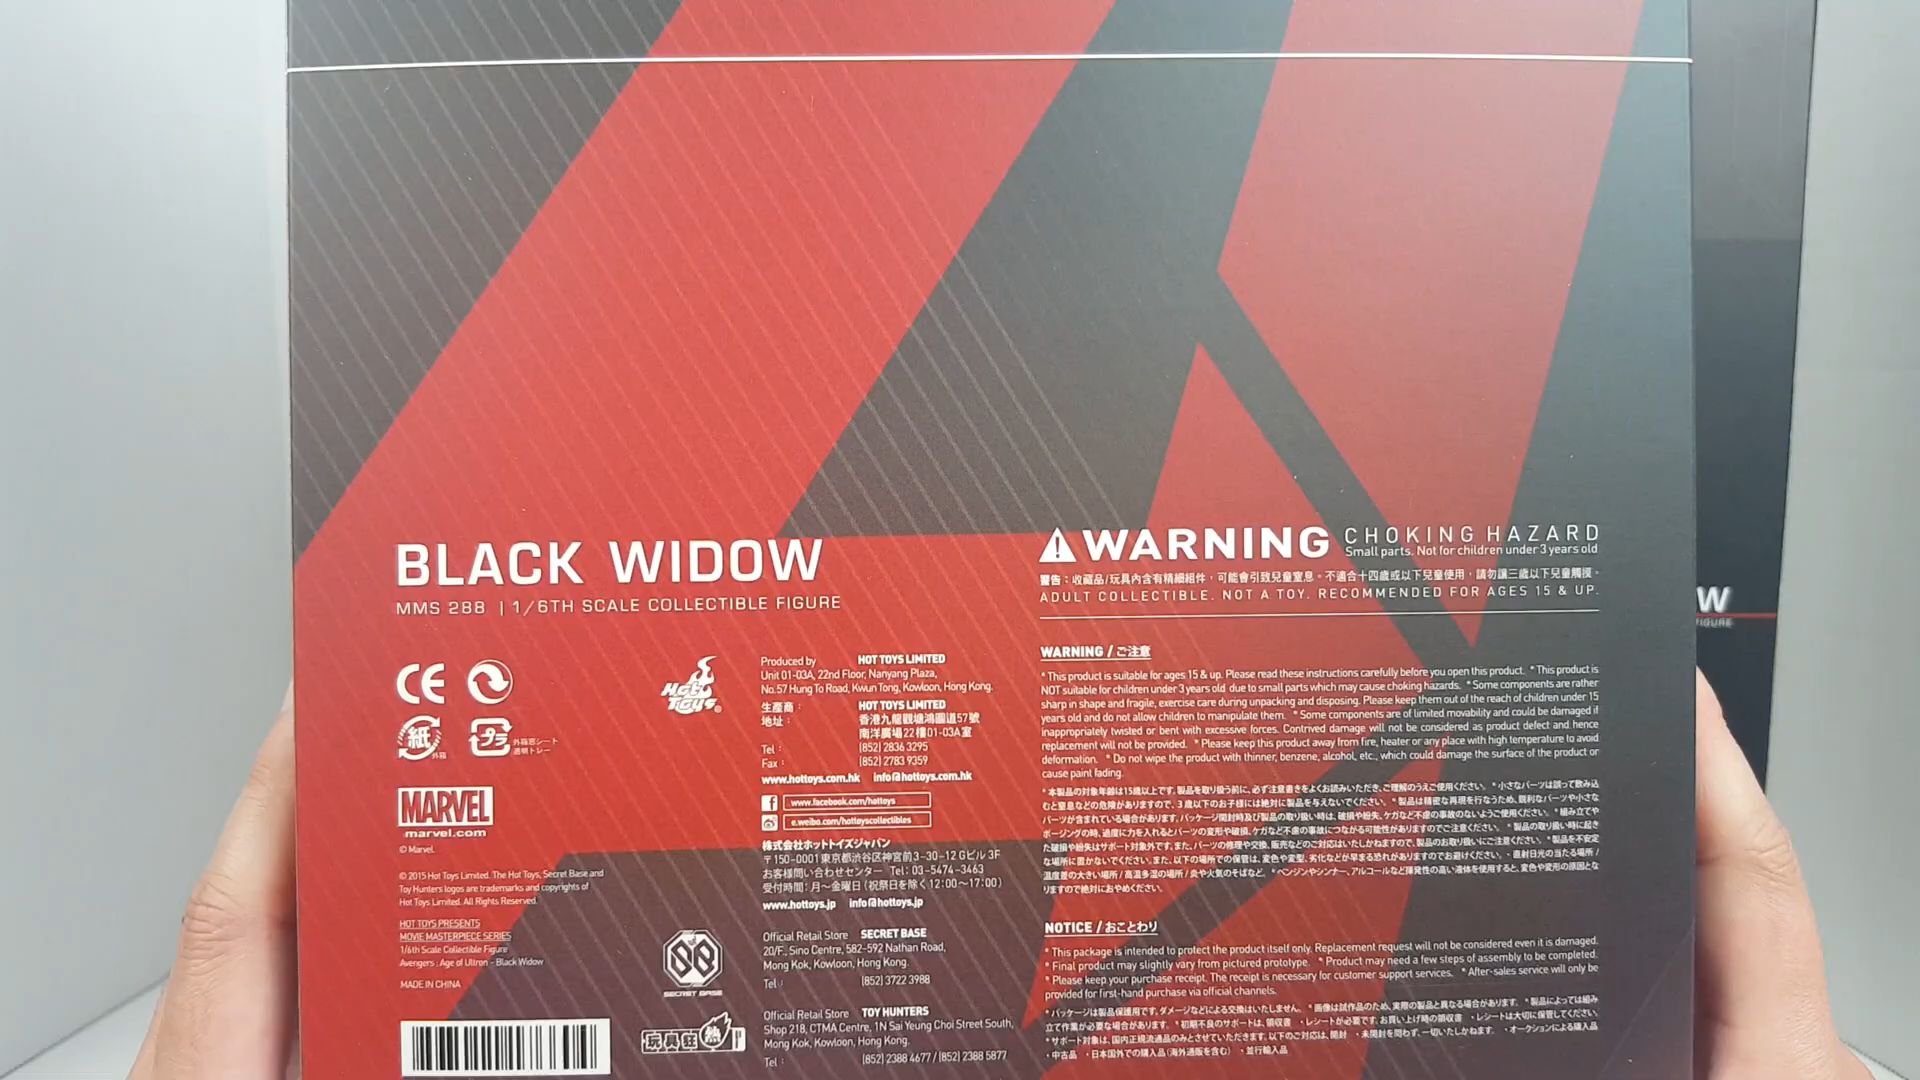 BLACK WIDOW
MMS 288 | 1/6TH SCALE COLLECTIBLE FIGURE
CE
紙
外箱
プラ
外箱窓シート
透明トレー
MARVEL
marvel.com
© Marvel.
© 2015 Hot Toys Limited. The Hot Toys, Secret Base and
Toy Hunters logos are trademarks and copyrights of
Hot Toys Limited. All Rights Reserved.
HOT TOYS PRESENTS
MOVIE MASTERPIECE SERIES
1/6th Scale Collectible Figure
Avengers : Age of Ultron - Black Widow
MADE IN CHINA
HOT TOYS
SECRET BASE
玩具狂熱
Produced by HOT TOYS LIMITED
Unit 01-03A, 22nd Floor, Nanyang Plaza,
No.57 Hung To Road, Kwun Tong, Kowloon, Hong Kong.
生產商 : HOT TOYS LIMITED
地址 : 香港九龍觀塘鴻圖道57號
南洋廣場22樓01-03A室
Tel : (852) 2836 3295
Fax : (852) 2783 9359
www.hottoys.com.hk info@hottoys.com.hk
www.facebook.com/hottoys
e.weibo.com/hottoyscollectibles
株式会社ホットトイズジャパン
〒150-0001 東京都渋谷区神宮前3-30-12 Gビル 3F
お客様問い合わせセンター Tel : 03-5474-3463
受付時間 : 月～金曜日 (祝祭日を除く12:00～17:00)
www.hottoys.jp info@hottoys.jp
Official Retail Store SECRET BASE
20/F., Sino Centre, 582-592 Nathan Road,
Mong Kok, Kowloon, Hong Kong.
Tel : (852) 3722 3988
Official Retail Store TOY HUNTERS
Shop 218, CTMA Centre, 1N Sai Yeung Choi Street South,
Mong Kok, Kowloon, Hong Kong.
Tel : (852) 2388 4677 / (852) 2388 5877
WARNING CHOKING HAZARD
Small parts. Not for children under 3 years old
警告：收藏品/玩具內含有精細組件，可能會引致兒童窒息。不適合十四歲或以下兒童使用，請勿讓三歲以下兒童觸摸。
ADULT COLLECTIBLE. NOT A TOY. RECOMMENDED FOR AGES 15 & UP.
WARNING / ご注意
* This product is suitable for ages 15 & up. Please read these instructions carefully before you open this product. * This product is
NOT suitable for children under 3 years old due to small parts which may cause choking hazards. * Some components are rather
sharp in shape and fragile, exercise care during unpacking and disposing. Please keep them out of the reach of children under 15
years old and do not allow children to manipulate them. * Some components are of limited movability and could be damaged if
inappropriately twisted or bent with excessive forces. Contrived damage will not be considered as product defect and hence
replacement will not be provided. * Please keep this product away from fire, heater or any place with high temperature to avoid
deformation. * Do not wipe the product with thinner, benzene, alcohol, etc., which could damage the surface of the product or
cause paint fading.
* 本製品の対象年齢は15歳以上です。製品を取り扱う前に、必ず注意書きをよくお読みいただき、ご理解のうえご使用ください。 * 小さなパーツは誤って飲み込
むと窒息などの危険がありますので、3歳以下のお子様には絶対に製品を与えないでください。 * 製品は精密な再現を行なうため、鋭利なパーツや小さな
パーツが含まれている場合があります。パッケージ開封時及び製品の取り扱い時は、破損や紛失、ケガなど不慮の事故のないようご使用ください。 * 組み立てや
ポージングの時、過度に力を入れるとパーツの変形や破損、ケガなど不慮の事故につながる可能性がありますのでご注意ください。 * 製品の取り扱い時に起き
た破損や紛失はサポート対象外です。また、パーツの修理や交換、販売などのご対応はいたしかねますので、製品のお取り扱いにご注意ください。 * 製品を不安定
な場所に置かないでください。また、以下の場所での保管は、変色や変型、劣化などが早まる恐れがありますのでお避けください。 ・直射日光の当たる場所 /
温度差の大きい場所 / 高温多湿の場所 / 炎や火気のそばなど。 * ベンジンやシンナー、アルコールなど揮発性の高い液体を使用すると、変色や変形の原因とな
りますので絶対におやめください。
NOTICE / おことわり
* This package is intended to protect the product itself only. Replacement request will not be considered even it is damaged.
* Final product may slightly vary from pictured prototype. * Product may need a few steps of assembly to be completed.
* Please keep your purchase receipt. The receipt is necessary for customer support services. * After-sales service will only be
provided for first-hand purchase via official channels.
* パッケージは製品保護用です。ダメージなどによる交換はいたしません。 * 画像は試作品のため、実際の製品と異なる場合があります。 * 製品によっては組み
立て作業が必要な場合があります。 * 初期不良のサポートは、領収書・レシートが必要です。お買い上げ時の領収書・レシートは大切に保管してください。
* サポート対象は、国内正規流通品のみとさせていただきます。以下のご対応は、開封・未開封を問わず、一切いたしかねます。 ・オークションによる購入品
・中古品 ・日本国外での購入品 (海外通販を含む) ・並行輸入品
W
FIGURE